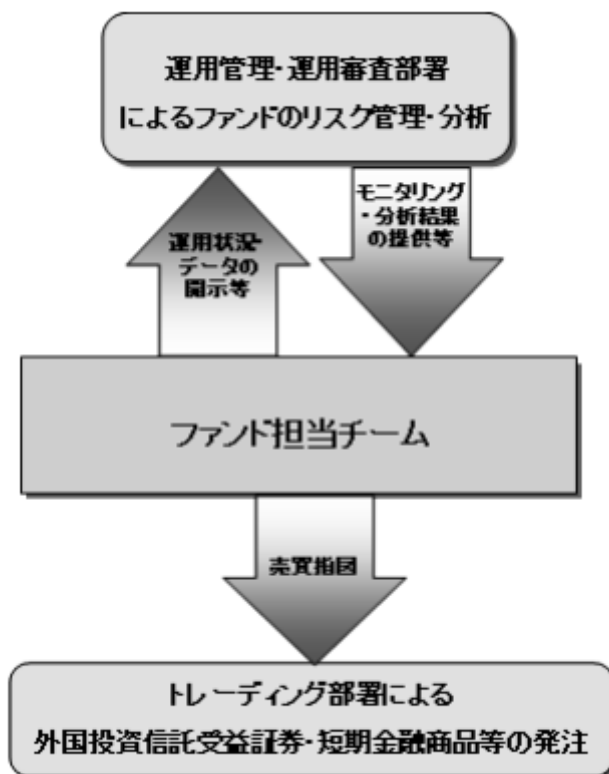 運用管理・運用審査部署
によるファンドのリスク管理・分析
運用状況・
データの
開示等
モニタリング
・分析結果
の提供等
ファンド担当チーム
売買指図
トレーディング部署による
外国投資信託受益証券・短期金融商品等の発注